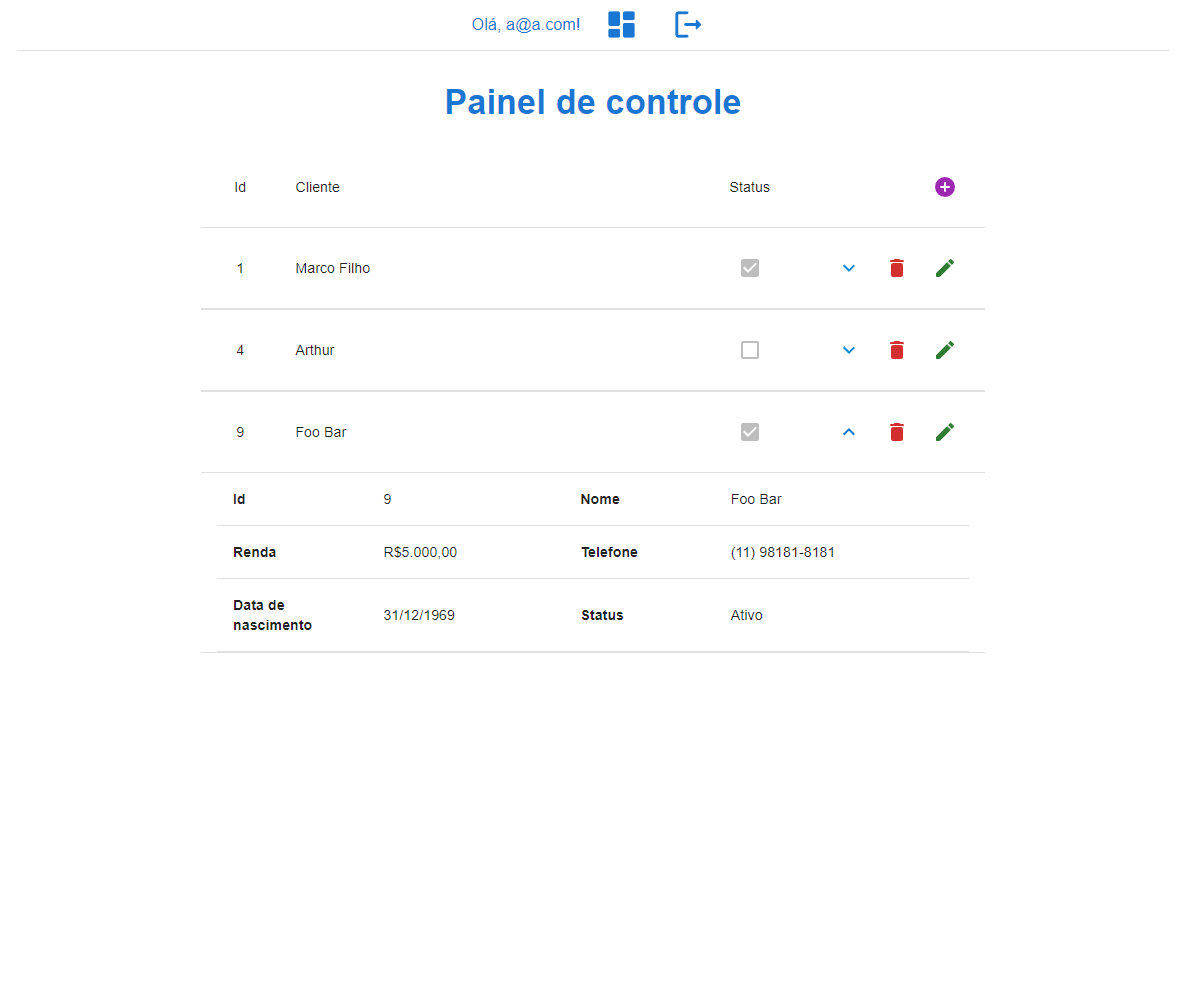 Olá, a@a.com!
Painel de controle
Id Cliente Status
1 Marco Filho
4 Arthur
9 Foo Bar
Id 9 Nome Foo Bar
Renda R$5.000,00 Telefone (11) 98181-8181
Data de
nascimento 31/12/1969 Status Ativo